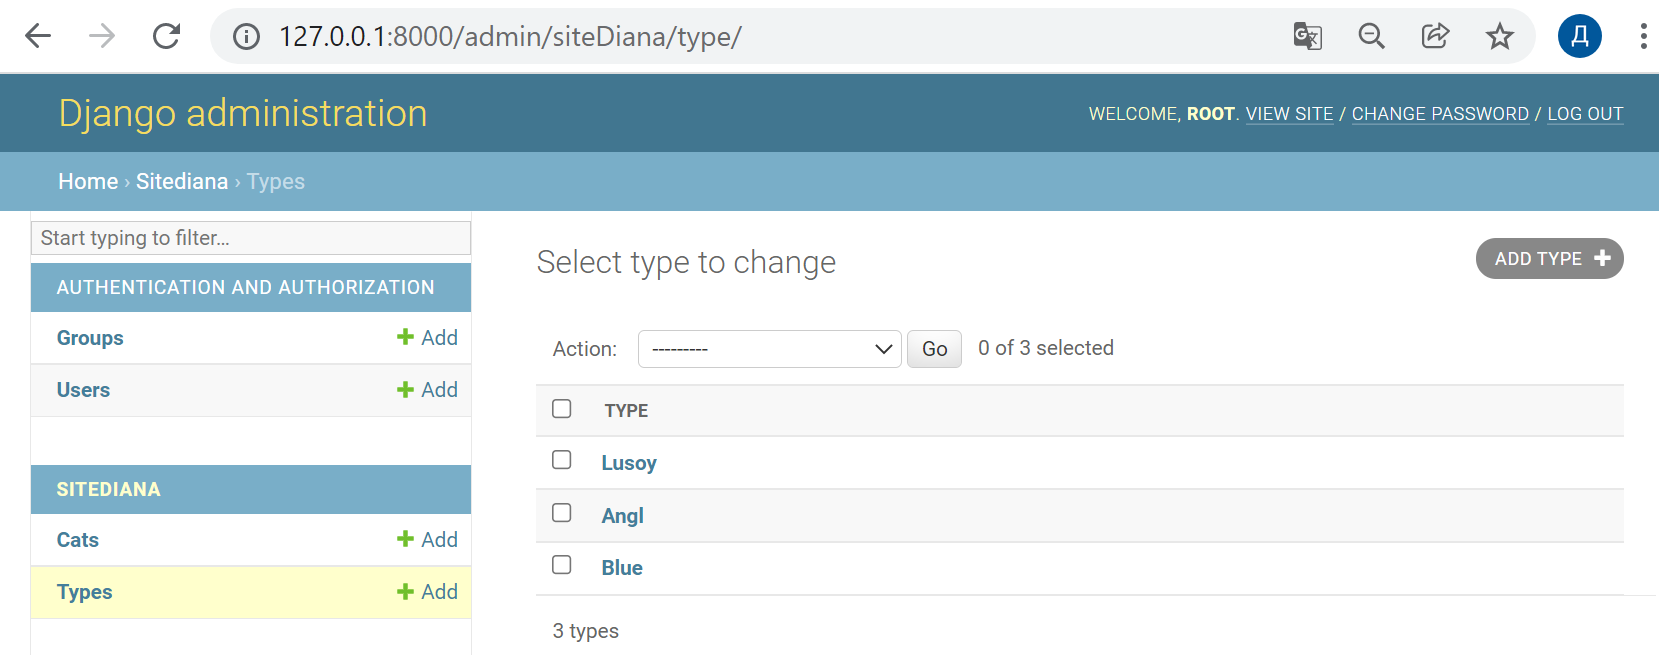 127.0.0.1:8000/admin/siteDiana/type/
Д
Django administration
WELCOME, ROOT. VIEW SITE / CHANGE PASSWORD / LOG OUT
Home › Sitediana › Types
Start typing to filter...
AUTHENTICATION AND AUTHORIZATION
Groups + Add
Users + Add
SITEDIANA
Cats + Add
Types + Add
Select type to change
ADD TYPE +
Action: --------- Go 0 of 3 selected
TYPE
Lusoy
Angl
Blue
3 types